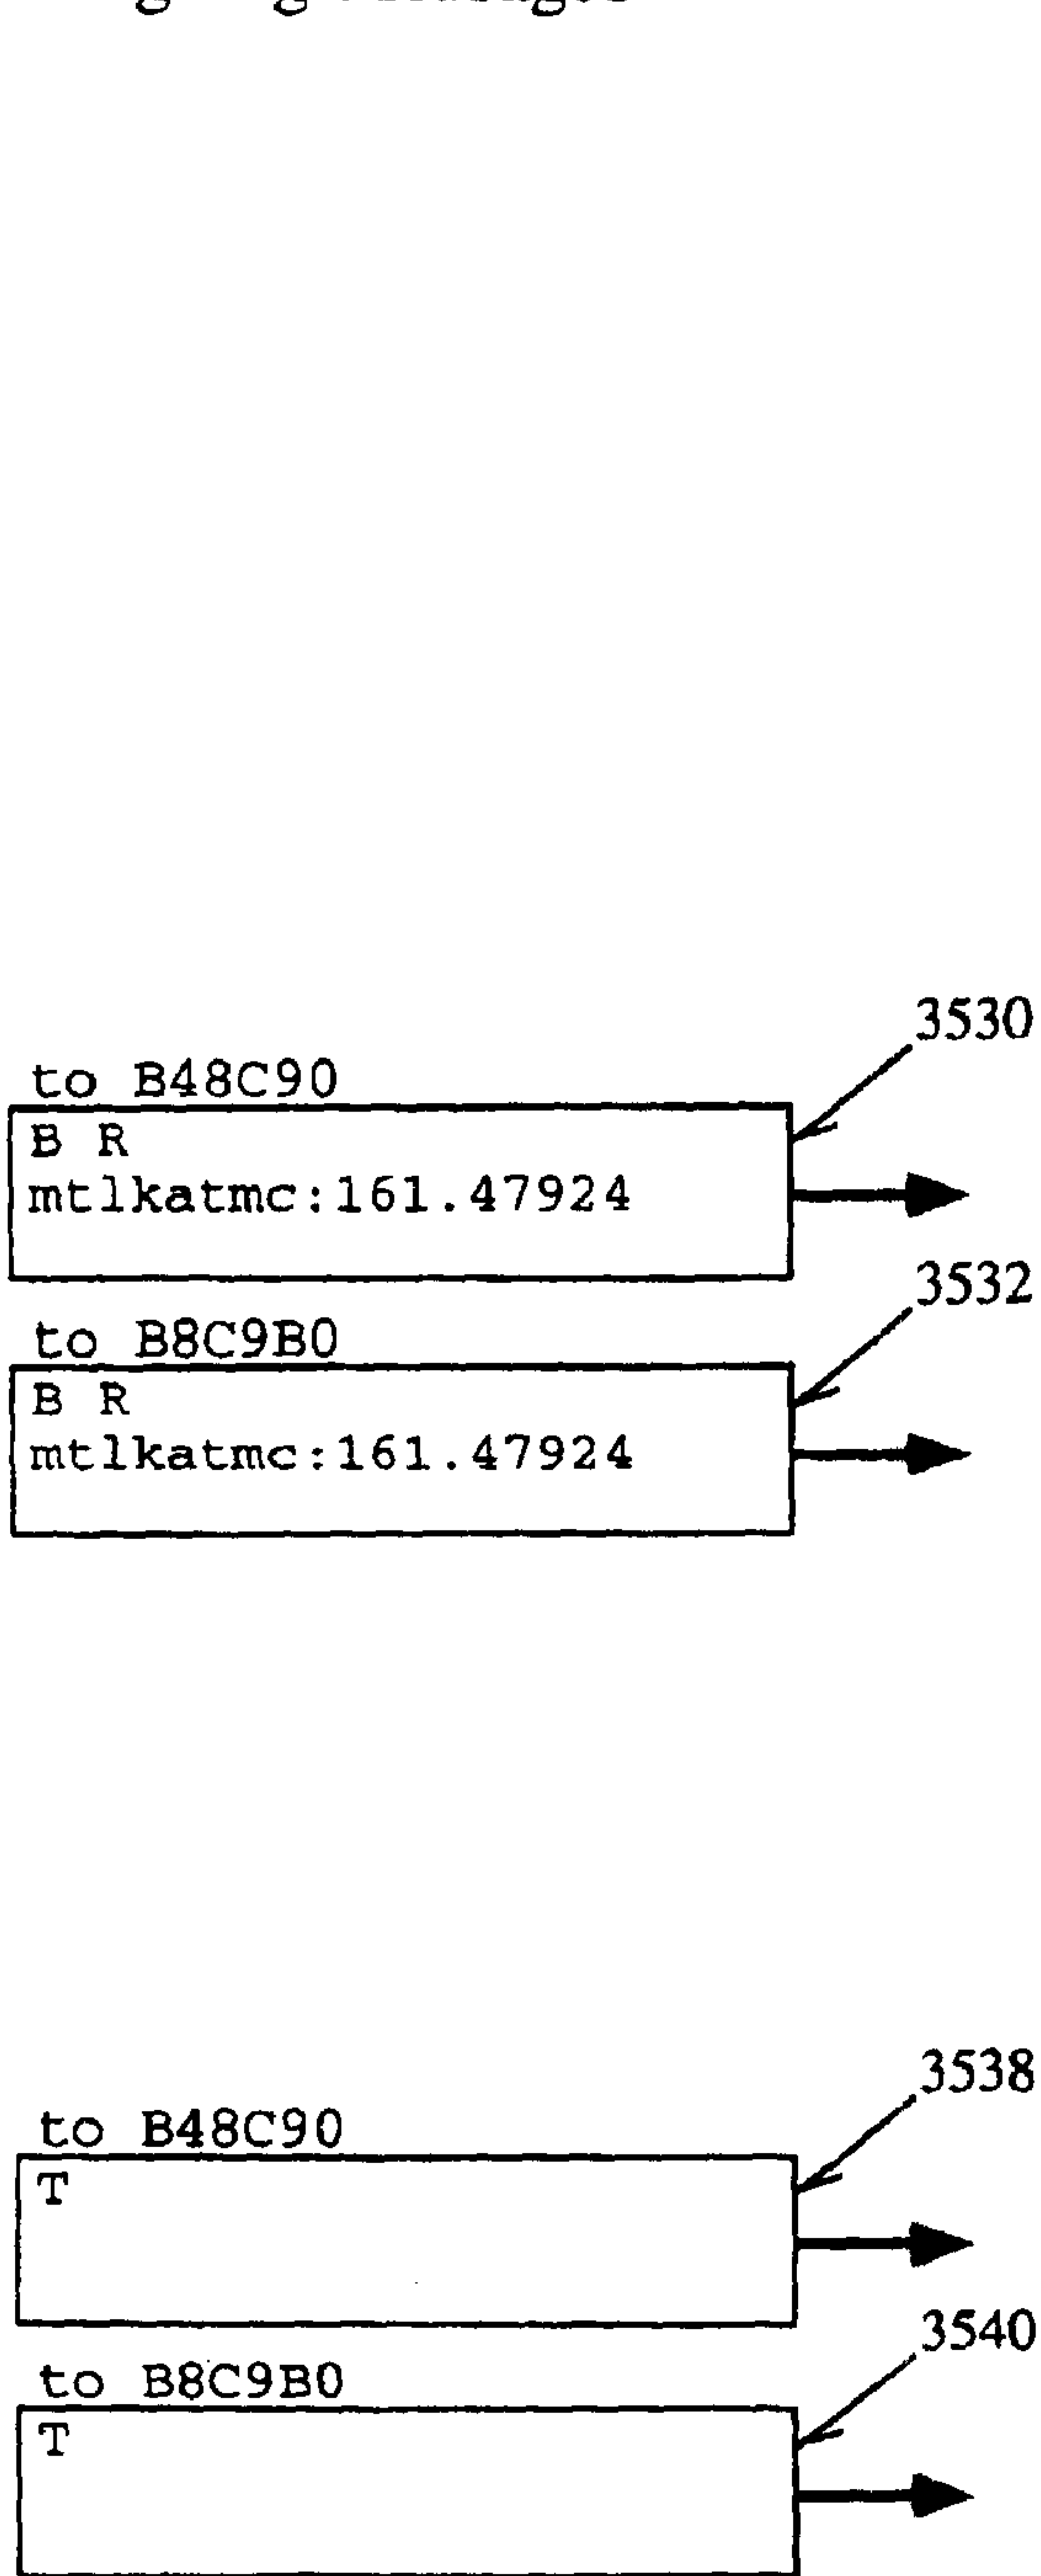 3530
to B48C90
B R
mtlkatmc:161.47924
3532
to B8C9B0
B R
mtlkatmc:161.47924
3538
to B48C90
T
3540
to B8C9B0
T